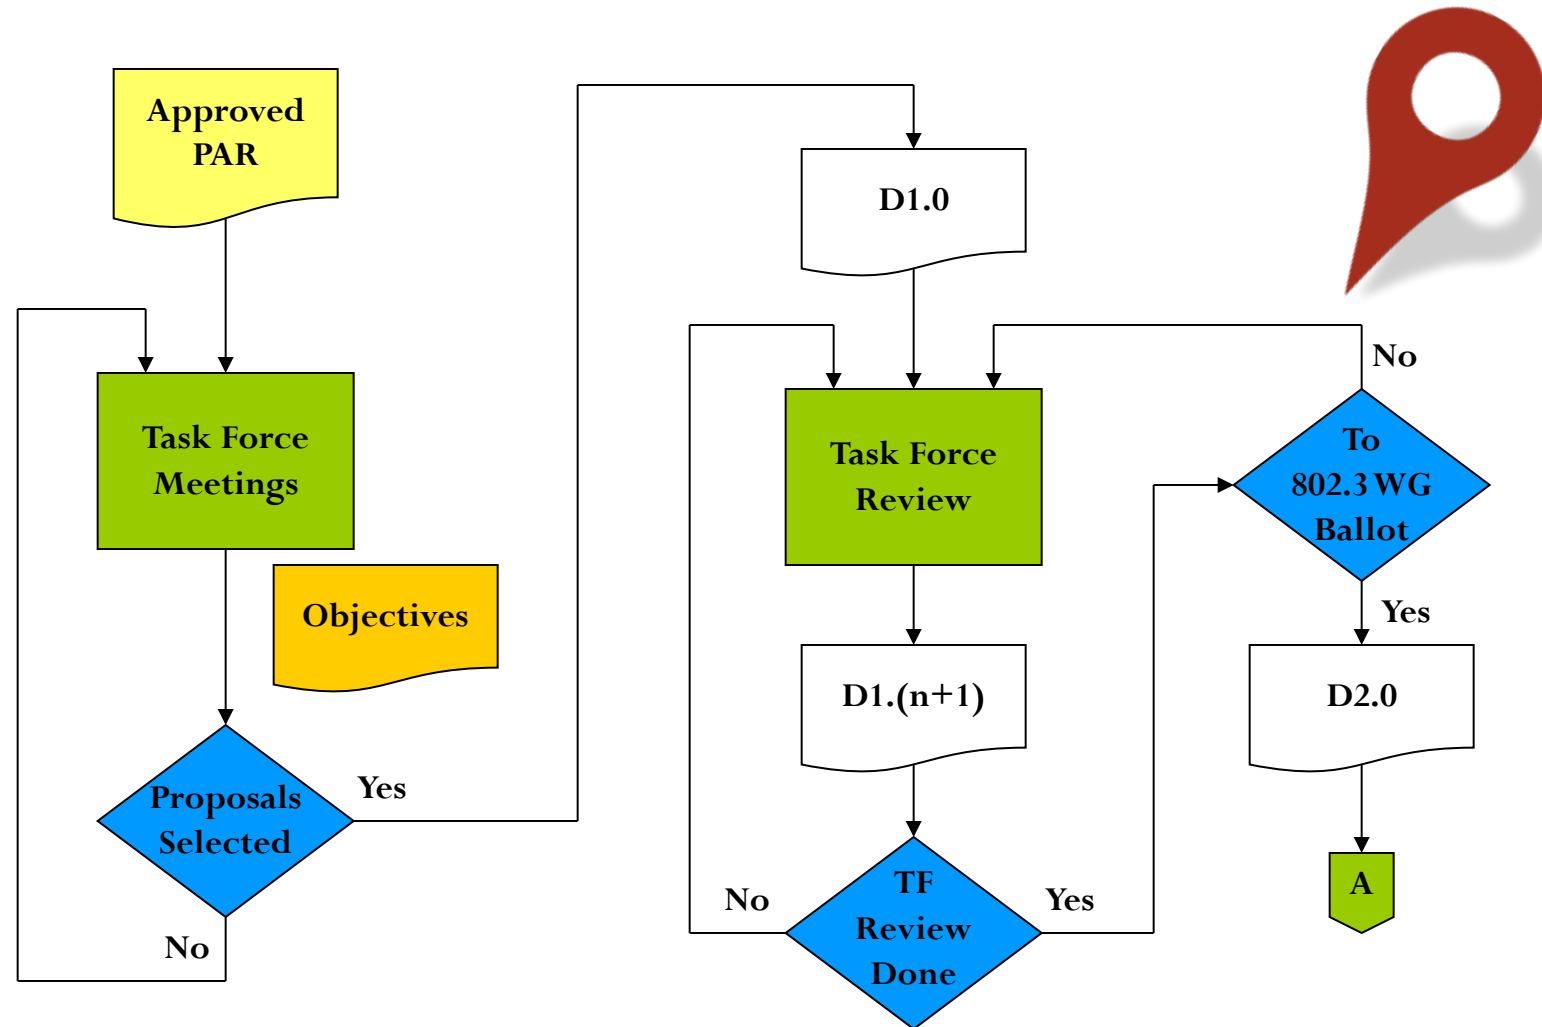 Approved
PAR
Task Force
Meetings
Objectives
Proposals
Selected
Yes
No
D1.0
Task Force
Review
D1.(n+1)
TF
Review
Done
No
Yes
To
802.3 WG
Ballot
No
Yes
D2.0
A